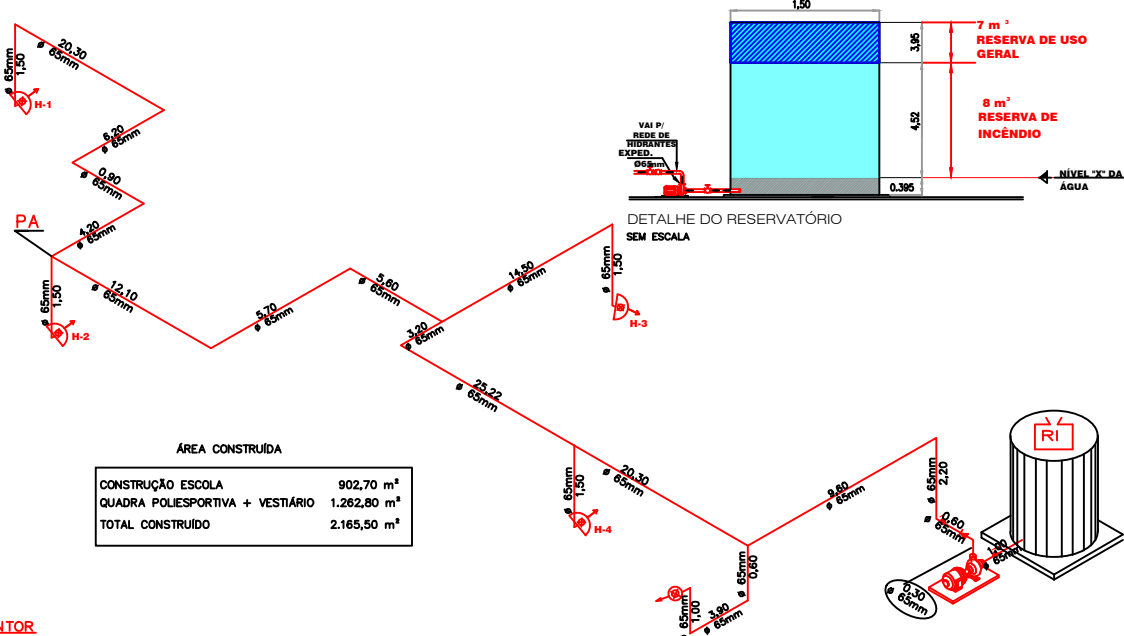 1,50
7 m³
RESERVA DE USO
GERAL
3,95
8 m³
RESERVA DE
INCÊNDIO
4,52
NÍVEL "X" DA
ÁGUA
0.395
VAI P/
REDE DE
HIDRANTES
EXPED.
Ø65mm
DETALHE DO RESERVATÓRIO
SEM ESCALA
20,30
ø 65mm
ø 65mm
1,50
H-1
6,20
ø 65mm
0,90
ø 65mm
4,20
ø 65mm
PA
ø 65mm
1,50
H-2
12,10
ø 65mm
5,70
ø 65mm
5,60
ø 65mm
14,50
ø 65mm
ø 65mm
1,50
H-3
3,20
ø 65mm
25,22
ø 65mm
20,30
ø 65mm
ø 65mm
1,50
H-4
9,60
ø 65mm
ø 65mm
2,20
0,60
ø 65mm
1,00
ø 65mm
0,30
ø 65mm
RI
ø 65mm
0,60
3,90
ø 65mm
65mm
1,00
ÁREA CONSTRUÍDA
CONSTRUÇÃO ESCOLA 902,70 m²
QUADRA POLIESPORTIVA + VESTIÁRIO 1.262,80 m²
TOTAL CONSTRUÍDO 2.165,50 m²
NTOR